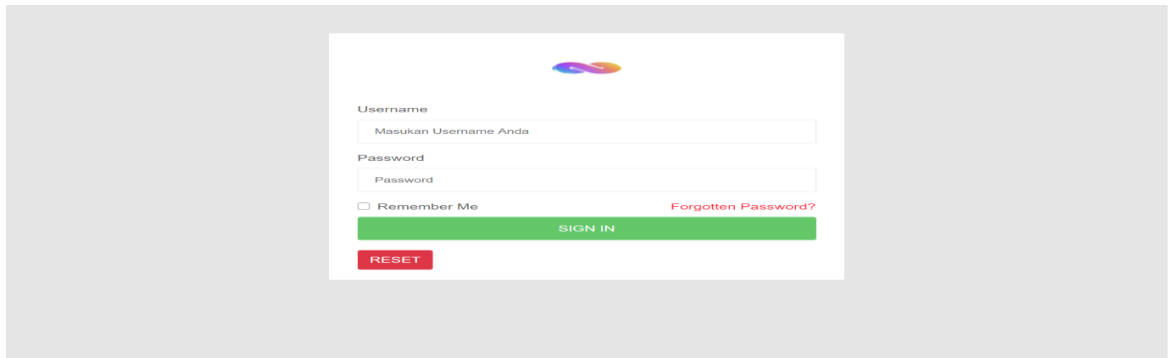 Username
Masukan Username Anda
Password
Password
Remember Me Forgotten Password?
SIGN IN
RESET